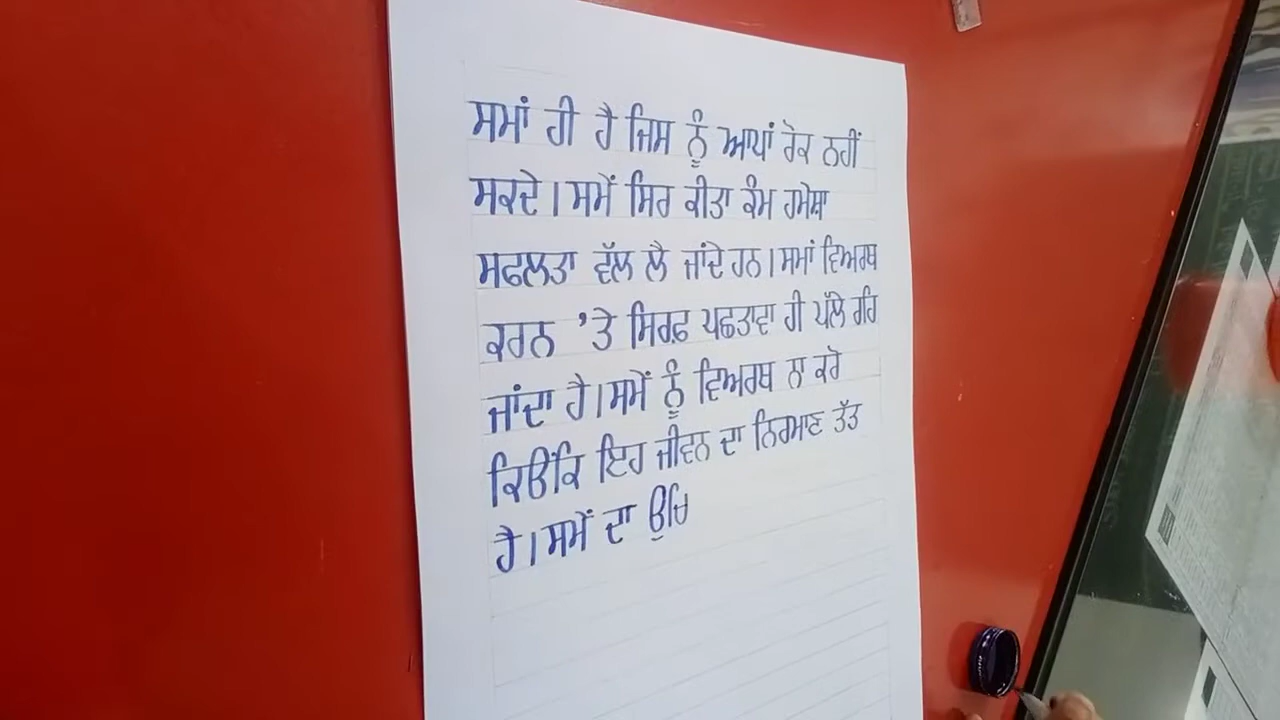 ਸਮਾਂ ਹੀ ਹੈ ਜਿਸ ਨੂੰ ਆਪਾਂ ਰੋਕ ਨਹੀਂ
ਸਕਦੇ। ਸਮੇਂ ਸਿਰ ਕੀਤਾ ਕੰਮ ਹਮੇਸ਼ਾ
ਸਫਲਤਾ ਵੱਲ ਲੈ ਜਾਂਦੇ ਹਨ। ਸਮਾਂ ਵਿਅਰਥ
ਕਰਨ 'ਤੇ ਸਿਰਫ਼ ਪਛਤਾਵਾ ਹੀ ਪੱਲੇ ਰਹਿ
ਜਾਂਦਾ ਹੈ। ਸਮੇਂ ਨੂੰ ਵਿਅਰਥ ਨਾ ਕਰੋ
ਕਿਉਂਕਿ ਇਹ ਜੀਵਨ ਦਾ ਨਿਰਮਾਣ ਤੱਤ
ਹੈ। ਸਮੇਂ ਦਾ ਉਚਿ